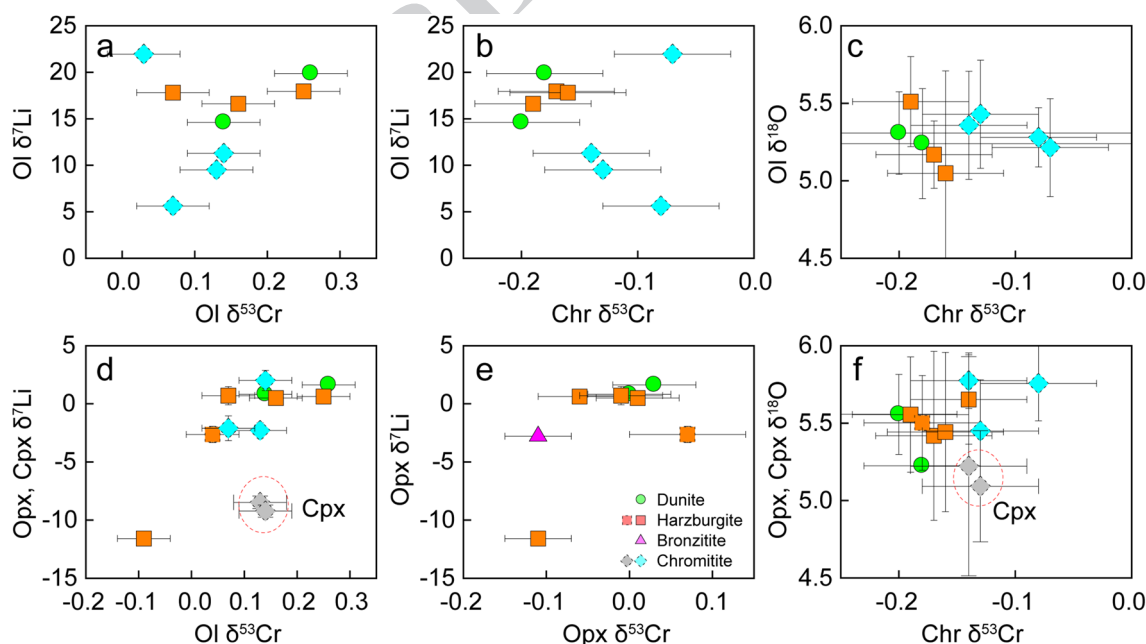 a
25
20
15
10
5
0
Ol δ⁷Li
0.0 0.1 0.2 0.3
Ol δ⁵³Cr
b
25
20
15
10
5
0
Ol δ⁷Li
-0.2 -0.1 0.0
Chr δ⁵³Cr
c
6.0
5.5
5.0
4.5
Ol δ¹⁸O
-0.2 -0.1 0.0
Chr δ⁵³Cr
d
5
0
-5
-10
-15
Opx, Cpx δ⁷Li
Cpx
-0.2 -0.1 0.0 0.1 0.2 0.3
Ol δ⁵³Cr
e
5
0
-5
-10
-15
Opx δ⁷Li
Dunite
Harzburgite
Bronzitite
Chromitite
-0.2 -0.1 0.0 0.1
Opx δ⁵³Cr
f
6.0
5.5
5.0
4.5
Opx, Cpx δ¹⁸O
Cpx
-0.2 -0.1 0.0
Chr δ⁵³Cr